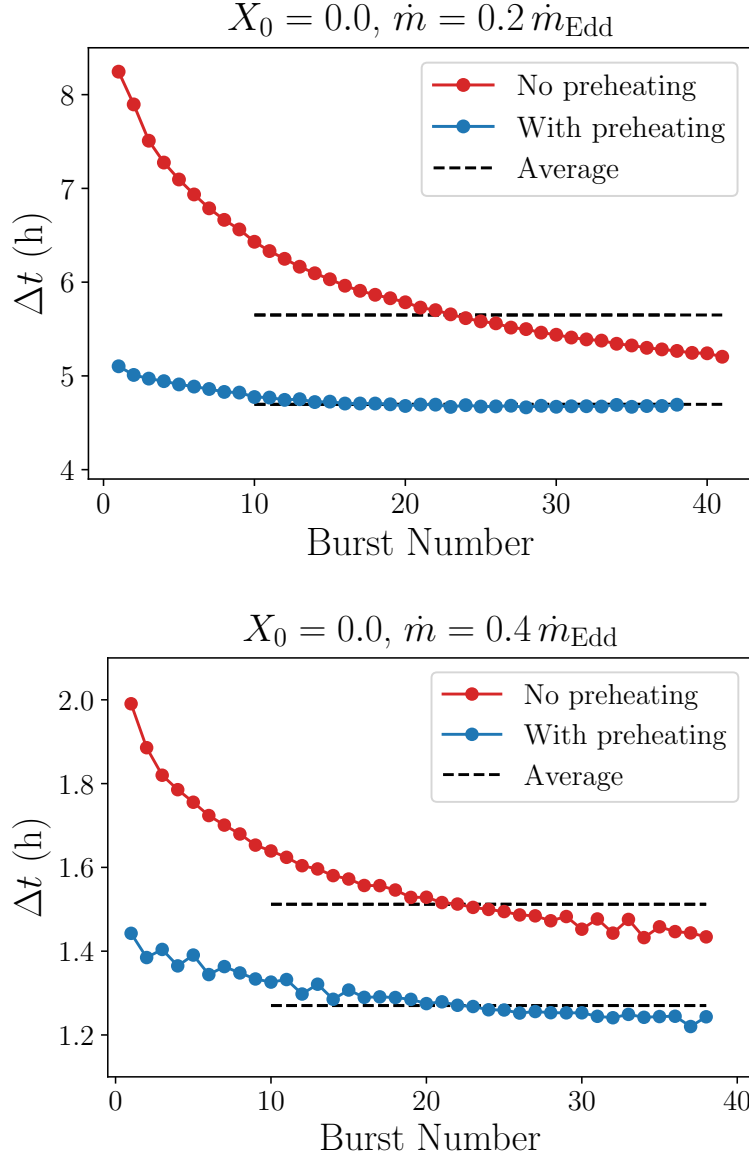 X₀ = 0.0, ṁ = 0.2 ṁ_Edd
8
7
6
5
4
Δt (h)
No preheating
With preheating
Average
0
10
20
30
40
Burst Number
X₀ = 0.0, ṁ = 0.4 ṁ_Edd
2.0
1.8
1.6
1.4
1.2
Δt (h)
No preheating
With preheating
Average
0
10
20
30
40
Burst Number